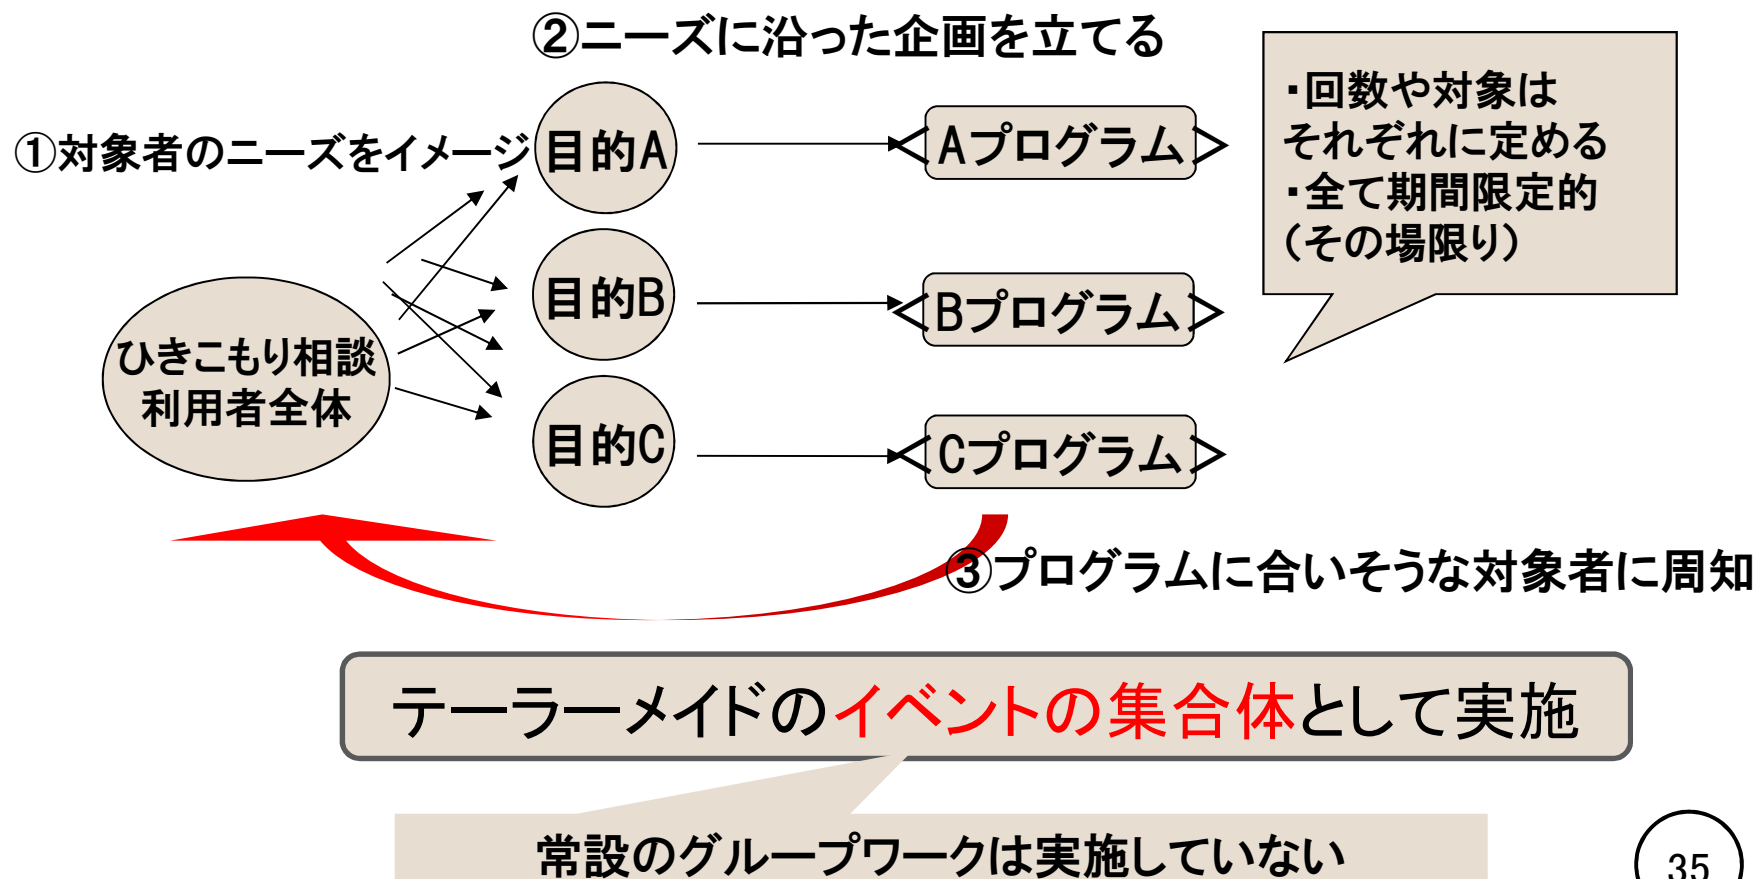 ②ニーズに沿った企画を立てる
①対象者のニーズをイメージ
目的A
Aプログラム
・回数や対象は
それぞれに定める
・全て期間限定的
(その場限り)
目的B
Bプログラム
ひきこもり相談
利用者全体
目的C
Cプログラム
③プログラムに合いそうな対象者に周知
テーラーメイドのイベントの集合体として実施
常設のグループワークは実施していない
35